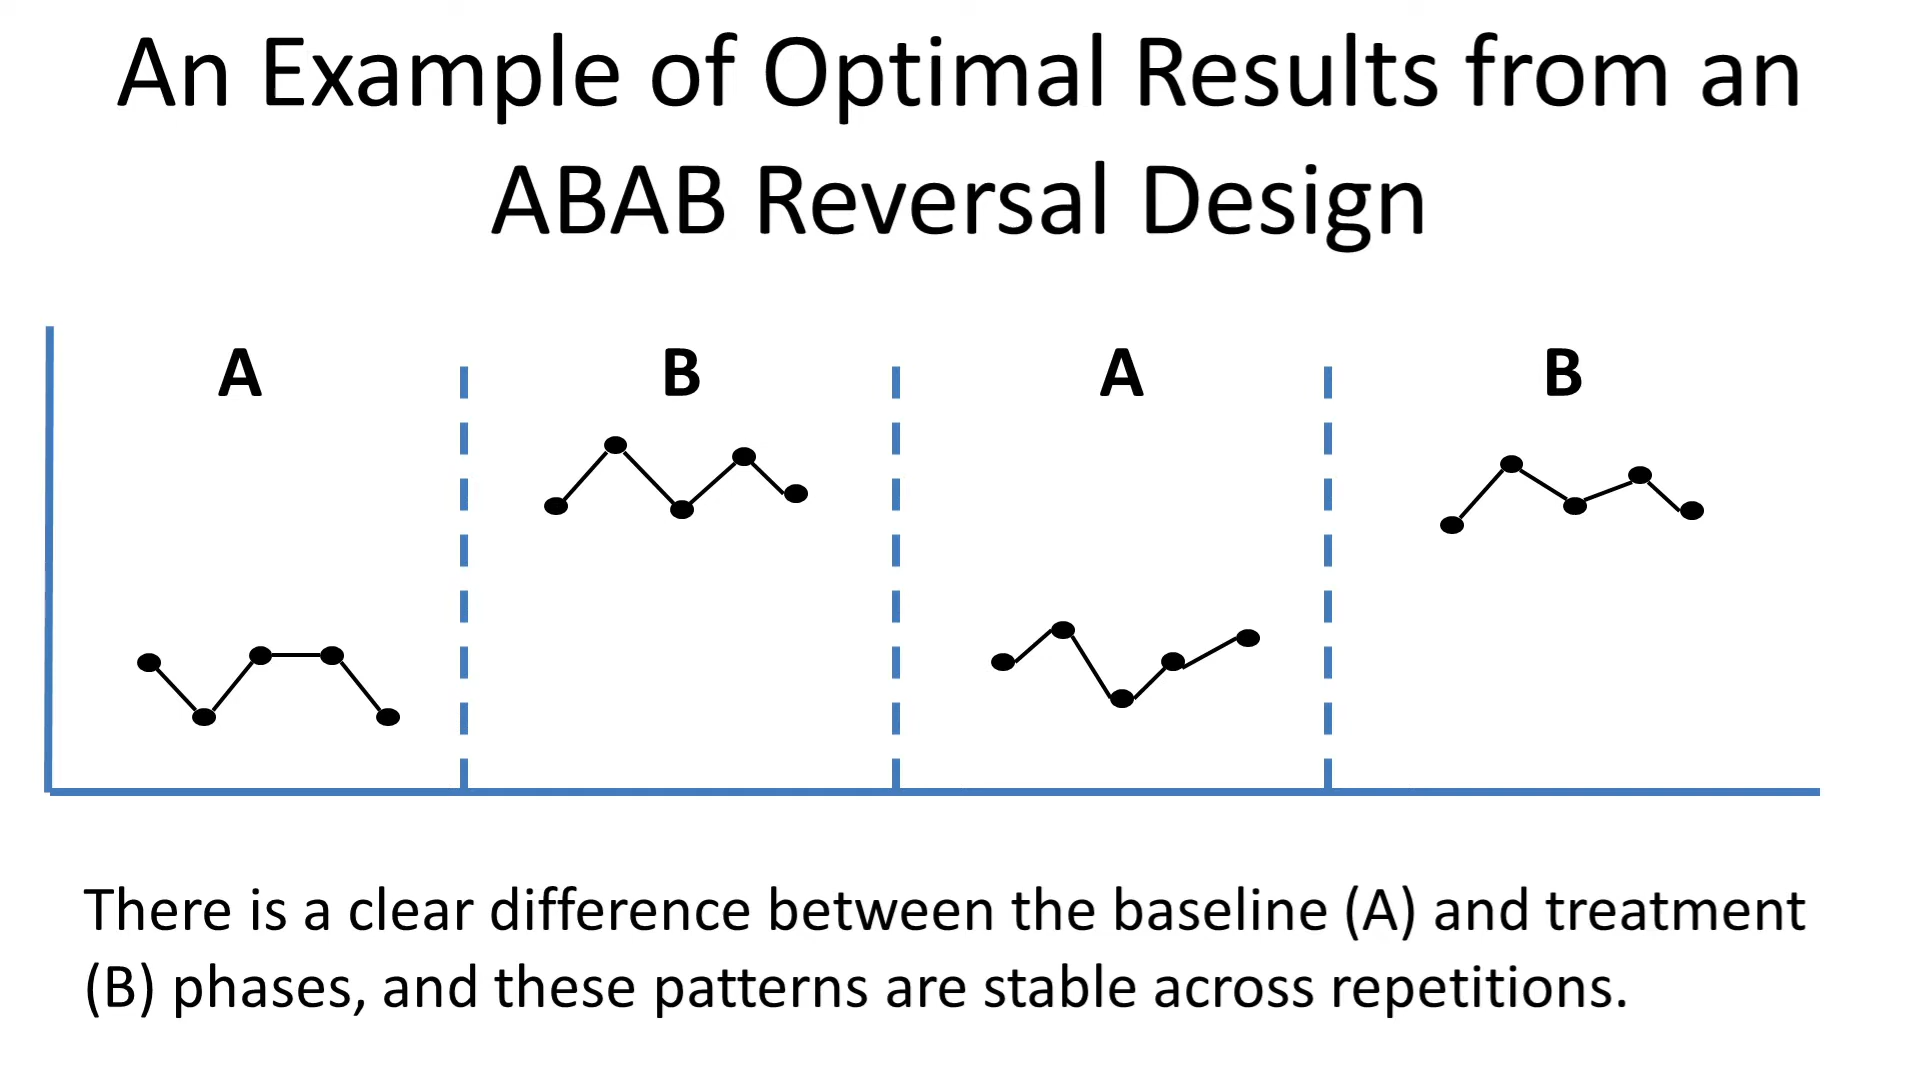 An Example of Optimal Results from an
ABAB Reversal Design
A B A B
There is a clear difference between the baseline (A) and treatment
(B) phases, and these patterns are stable across repetitions.